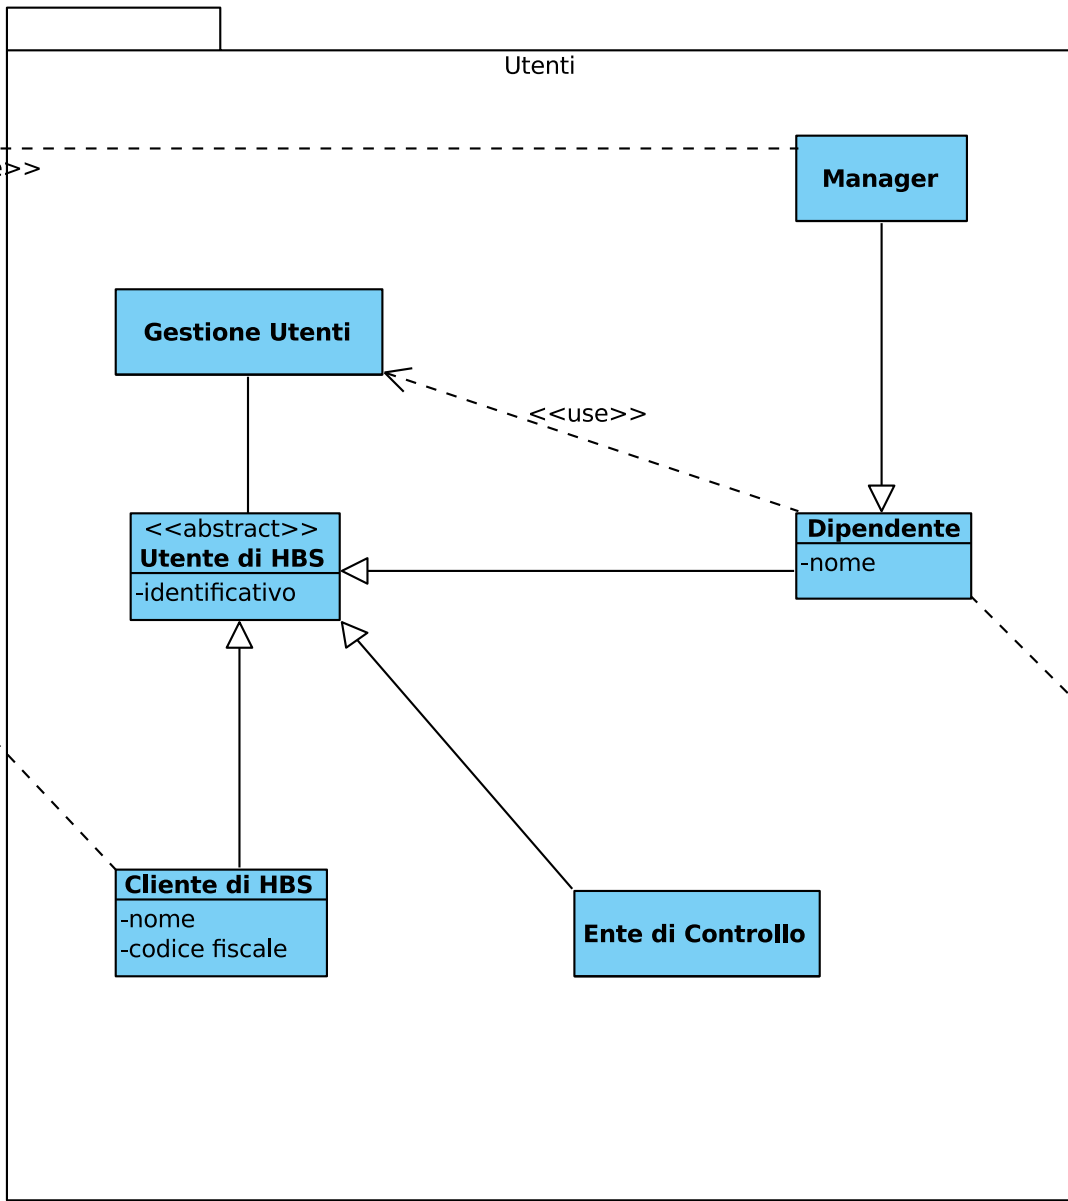 Utenti
>>
Manager
Gestione Utenti
<<use>>
<<abstract>>
Utente di HBS
-identificativo
Dipendente
-nome
Cliente di HBS
-nome
-codice fiscale
Ente di Controllo